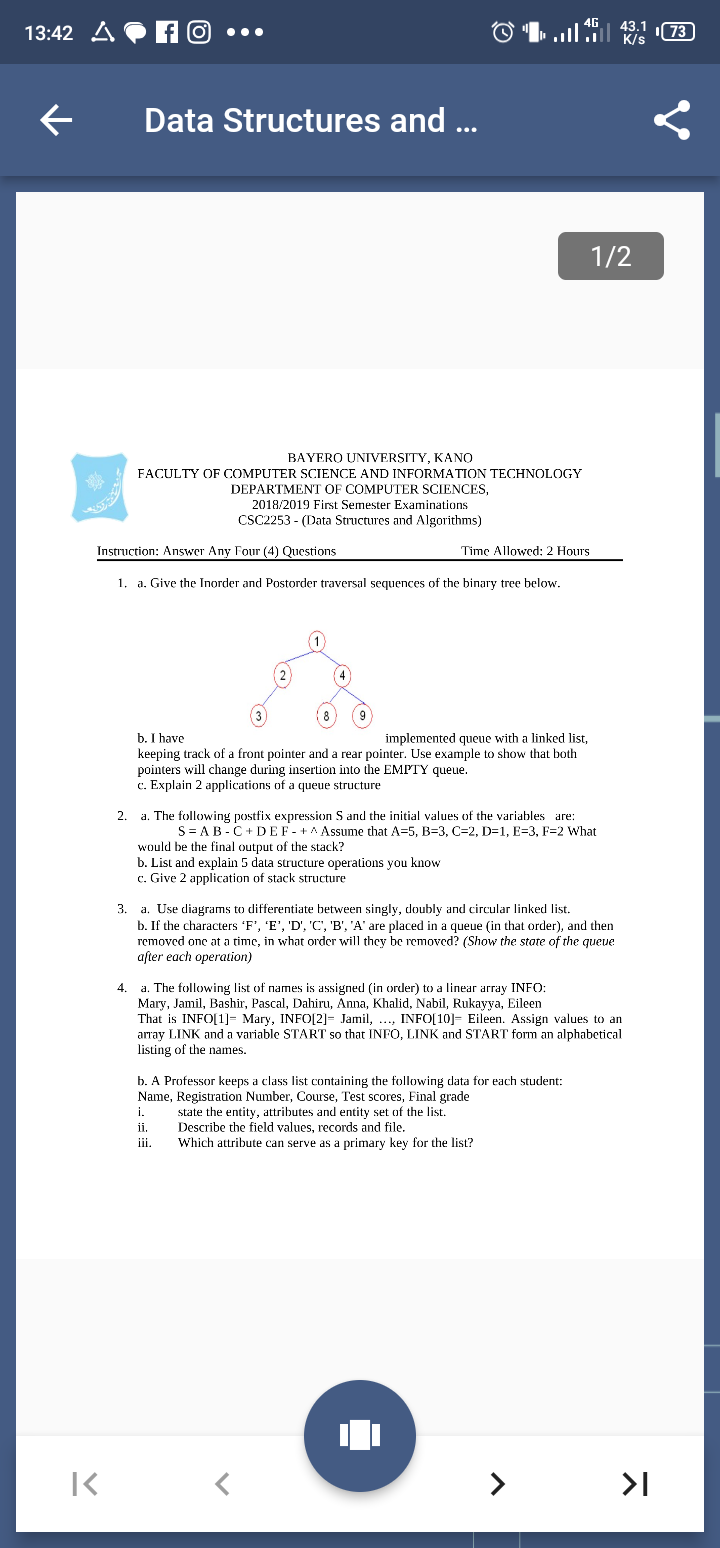 13:42
4G
43.1
K/s
73
Data Structures and ...
1/2
BAYERO UNIVERSITY, KANO
FACULTY OF COMPUTER SCIENCE AND INFORMATION TECHNOLOGY
DEPARTMENT OF COMPUTER SCIENCES,
2018/2019 First Semester Examinations
CSC2253 - (Data Structures and Algorithms)
Instruction: Answer Any Four (4) Questions Time Allowed: 2 Hours
1. a. Give the Inorder and Postorder traversal sequences of the binary tree below.
1
2 4
3 8 9
b. I have implemented queue with a linked list,
keeping track of a front pointer and a rear pointer. Use example to show that both
pointers will change during insertion into the EMPTY queue.
c. Explain 2 applications of a queue structure
2. a. The following postfix expression S and the initial values of the variables are:
S = A B - C + D E F - + ^ Assume that A=5, B=3, C=2, D=1, E=3, F=2 What
would be the final output of the stack?
b. List and explain 5 data structure operations you know
c. Give 2 application of stack structure
3. a. Use diagrams to differentiate between singly, doubly and circular linked list.
b. If the characters ‘F’, ‘E’, 'D', 'C', 'B', 'A' are placed in a queue (in that order), and then
removed one at a time, in what order will they be removed? (Show the state of the queue
after each operation)
4. a. The following list of names is assigned (in order) to a linear array INFO:
Mary, Jamil, Bashir, Pascal, Dahiru, Anna, Khalid, Nabil, Rukayya, Eileen
That is INFO[1]= Mary, INFO[2]= Jamil, …, INFO[10]= Eileen. Assign values to an
array LINK and a variable START so that INFO, LINK and START form an alphabetical
listing of the names.
b. A Professor keeps a class list containing the following data for each student:
Name, Registration Number, Course, Test scores, Final grade
i. state the entity, attributes and entity set of the list.
ii. Describe the field values, records and file.
iii. Which attribute can serve as a primary key for the list?